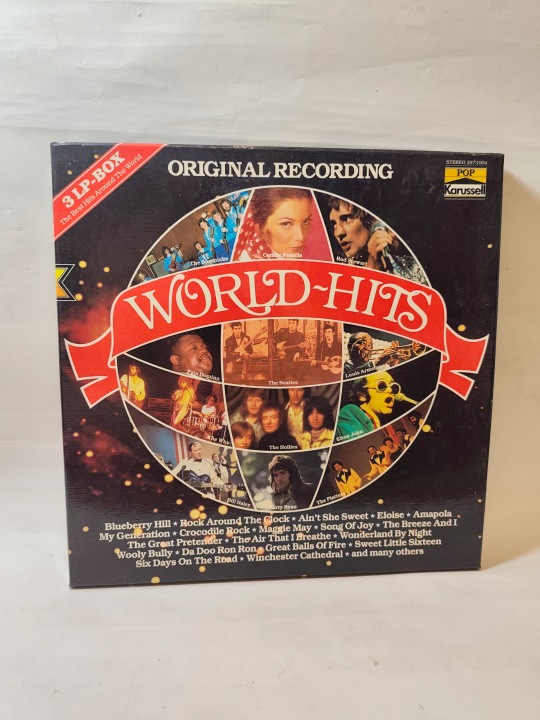 3 LP-BOX
The Best Hits Around The World
ORIGINAL RECORDING
STEREO 2871994
POP
Karussell
Connie Francis
Rod Stewart
WORLD-HITS
Fats Domino
The Beatles
Louis Arms
The Who
The Hollies
Elton John
Bill Haley
Barry Ryan
The Platters
Blueberry Hill ★ Rock Around The Clock ★ Ain't She Sweet ★ Eloise ★ Amapola
My Generation ★ Crocodile Rock ★ Maggie May ★ Song Of Joy ★ The Breeze And I
The Great Pretender ★ The Air That I Breathe ★ Wonderland By Night
Wooly Bully ★ Da Doo Ron Ron ★ Great Balls Of Fire ★ Sweet Little Sixteen
Six Days On The Road ★ Winchester Cathedral ★ and many others